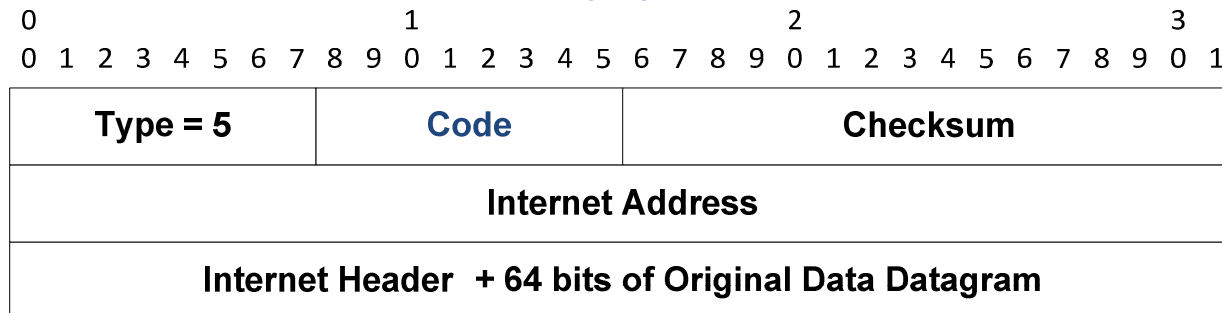 0 1 2 3
0 1 2 3 4 5 6 7 8 9 0 1 2 3 4 5 6 7 8 9 0 1 2 3 4 5 6 7 8 9 0 1
Type = 5 Code Checksum
Internet Address
Internet Header + 64 bits of Original Data Datagram